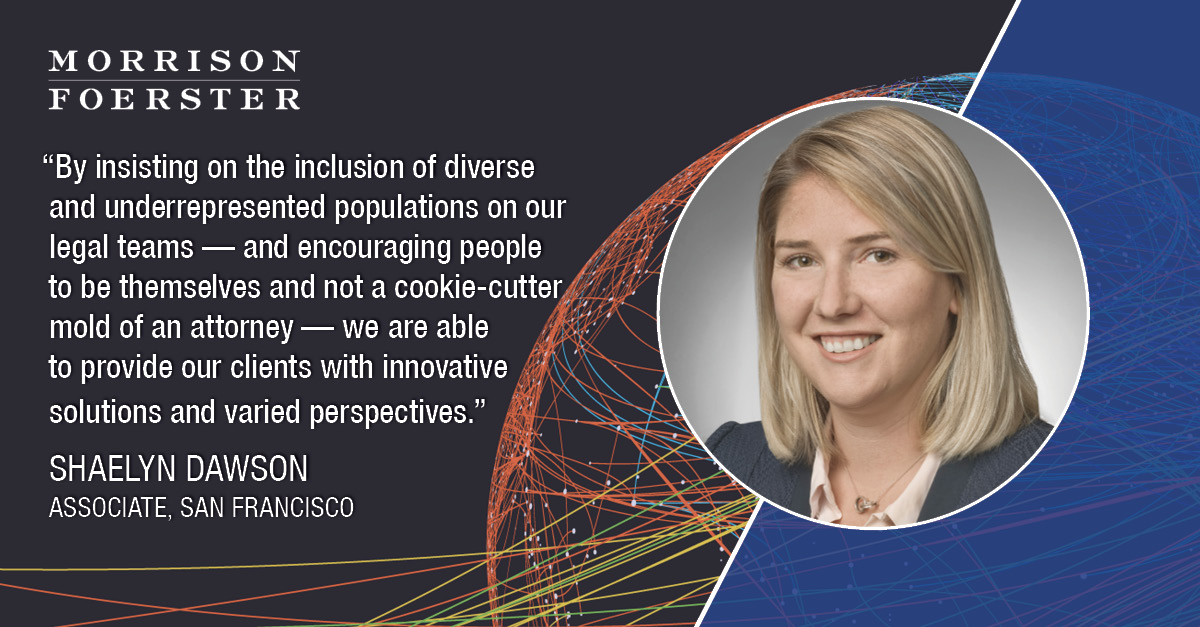 MORRISON
FOERSTER
“By insisting on the inclusion of diverse
and underrepresented populations on our
legal teams — and encouraging people
to be themselves and not a cookie-cutter
mold of an attorney — we are able
to provide our clients with innovative
solutions and varied perspectives.”
SHAELYN DAWSON
ASSOCIATE, SAN FRANCISCO